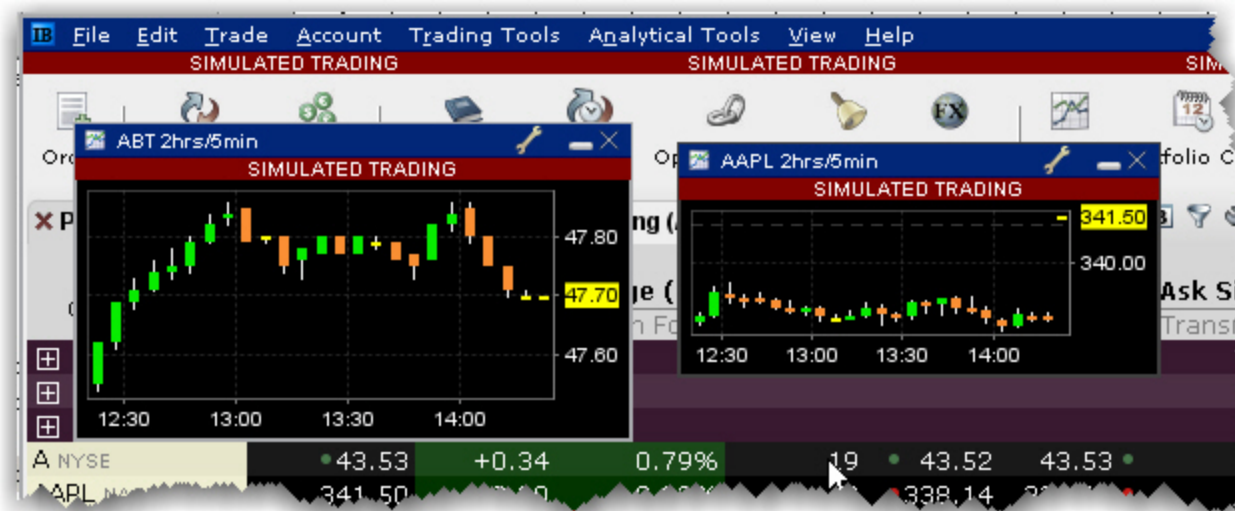 IB File Edit Trade Account Trading Tools Analytical Tools View Help
SIMULATED TRADING SIMULATED TRADING
FX 12
ABT 2hrs/5min
SIMULATED TRADING
47.80
47.70
47.60
12:30 13:00 13:30 14:00
AAPL 2hrs/5min
SIMULATED TRADING
341.50
340.00
12:30 13:00 13:30 14:00
Ask
A NYSE 43.53 +0.34 0.79% 19 43.52 43.53
341.50 338.14